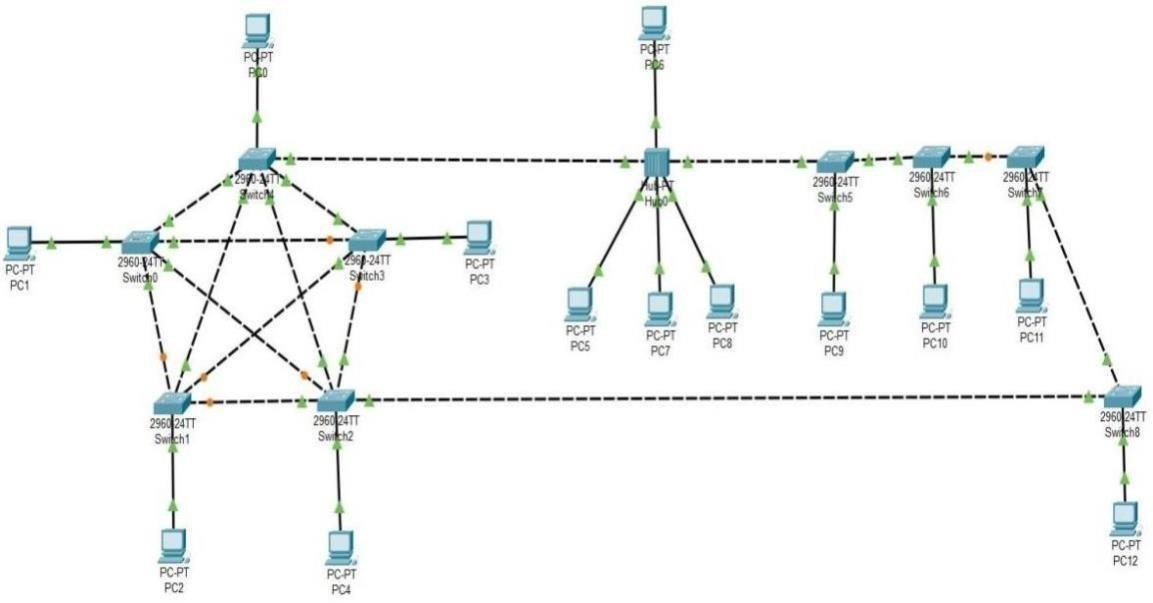 PC-PT
PC0
PC-PT
PC6
2960-24TT
Switch4
Hub-PT
Hub0
2960-24TT
Switch5
2960-24TT
Switch6
2960-24TT
Switch7
PC-PT
PC1
2960-24TT
Switch0
2960-24TT
Switch3
PC-PT
PC3
PC-PT
PC5
PC-PT
PC7
PC-PT
PC8
PC-PT
PC9
PC-PT
PC10
PC-PT
PC11
2960-24TT
Switch1
2960-24TT
Switch2
2960-24TT
Switch8
PC-PT
PC2
PC-PT
PC4
PC-PT
PC12